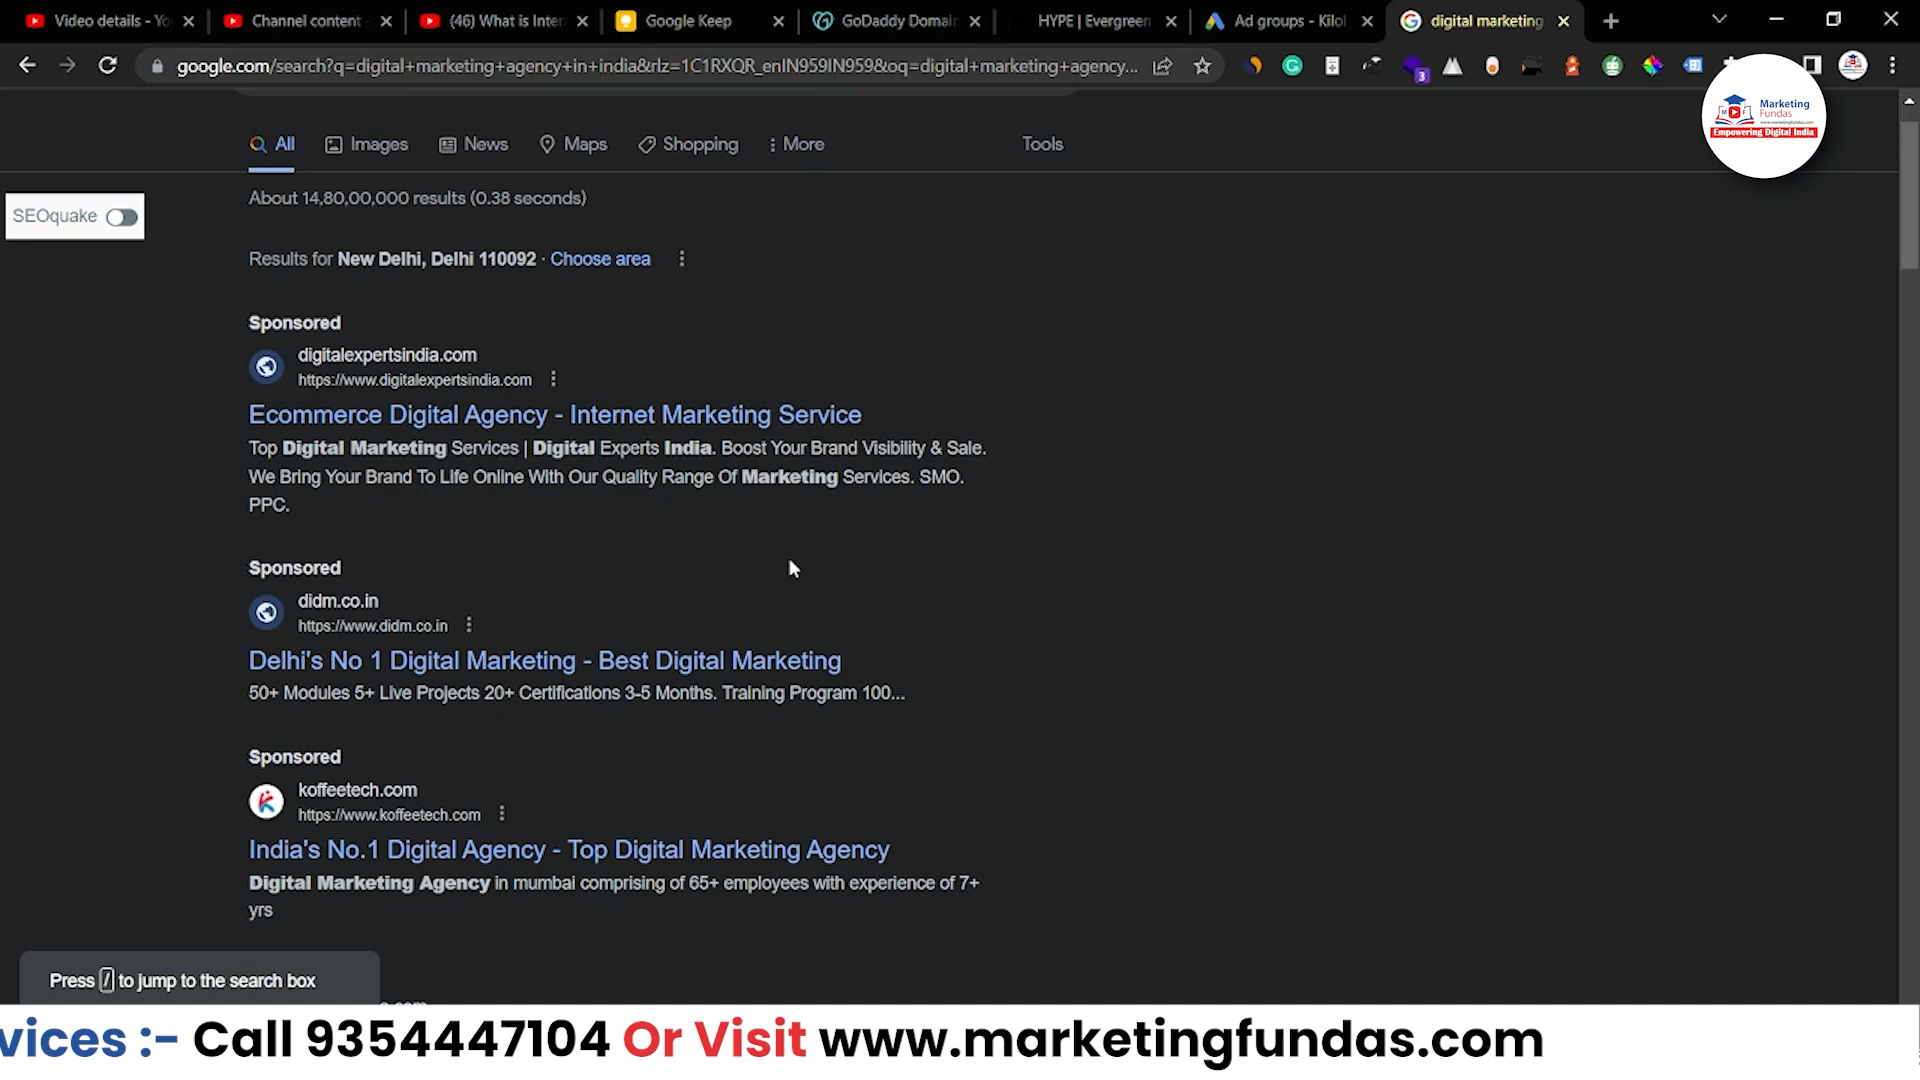 Video details - Yo
Channel content -
(46) What is Inter
Google Keep
GoDaddy Domain
HYPE | Evergreen
Ad groups - Kilol
digital marketing
google.com/search?q=digital+marketing+agency+in+india&rlz=1C1RXQR_enIN959IN959&oq=digital+marketing+agency...
3
Marketing
Fundas
www.marketingfundas.com
Empowering Digital India
All
Images
News
Maps
Shopping
More
Tools
About 14,80,00,000 results (0.38 seconds)
SEOquake
Results for New Delhi, Delhi 110092 · Choose area
Sponsored
digitalexpertsindia.com
https://www.digitalexpertsindia.com
Ecommerce Digital Agency - Internet Marketing Service
Top Digital Marketing Services | Digital Experts India. Boost Your Brand Visibility & Sale.
We Bring Your Brand To Life Online With Our Quality Range Of Marketing Services. SMO.
PPC.
Sponsored
didm.co.in
https://www.didm.co.in
Delhi's No 1 Digital Marketing - Best Digital Marketing
50+ Modules 5+ Live Projects 20+ Certifications 3-5 Months. Training Program 100...
Sponsored
koffeetech.com
https://www.koffeetech.com
India's No.1 Digital Agency - Top Digital Marketing Agency
Digital Marketing Agency in mumbai comprising of 65+ employees with experience of 7+
yrs
Press / to jump to the search box
vices :- Call 9354447104 Or Visit www.marketingfundas.com